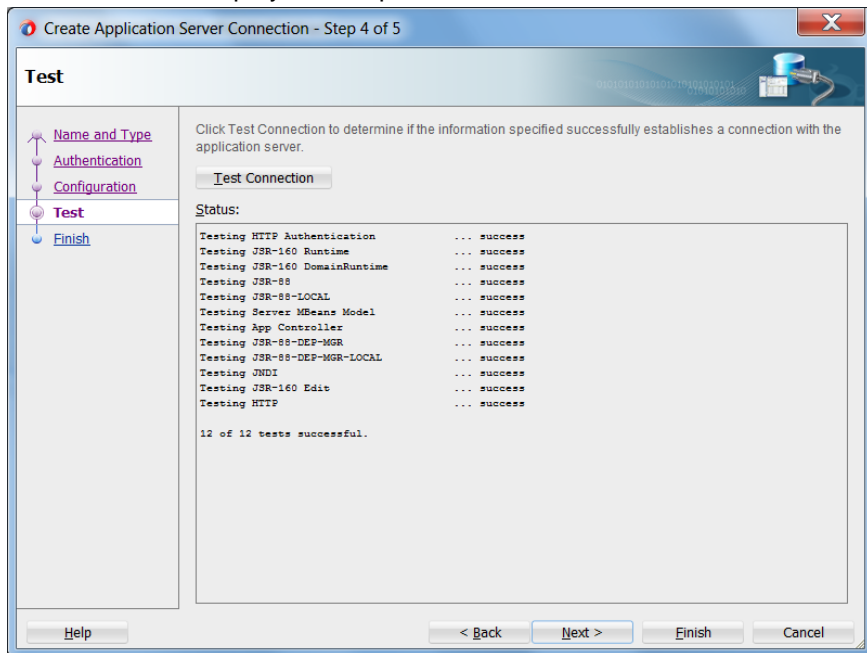 Create Application Server Connection - Step 4 of 5
Test
Name and Type
Authentication
Configuration
Test
Finish
Click Test Connection to determine if the information specified successfully establishes a connection with the
application server.
Test Connection
Status:
Testing HTTP Authentication ... success
Testing JSR-160 Runtime ... success
Testing JSR-160 DomainRuntime ... success
Testing JSR-88 ... success
Testing JSR-88-LOCAL ... success
Testing Server MBeans Model ... success
Testing App Controller ... success
Testing JSR-88-DEP-MGR ... success
Testing JSR-88-DEP-MGR-LOCAL ... success
Testing JNDI ... success
Testing JSR-160 Edit ... success
Testing HTTP ... success
12 of 12 tests successful.
Help
< Back
Next >
Finish
Cancel